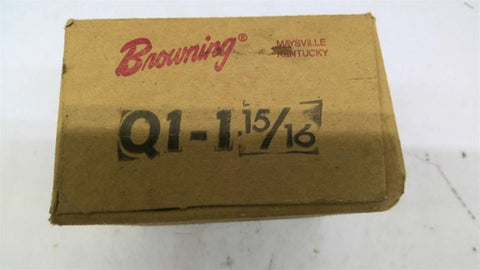 Browning®
MAYSVILLE
KENTUCKY
Q1-1 15/16